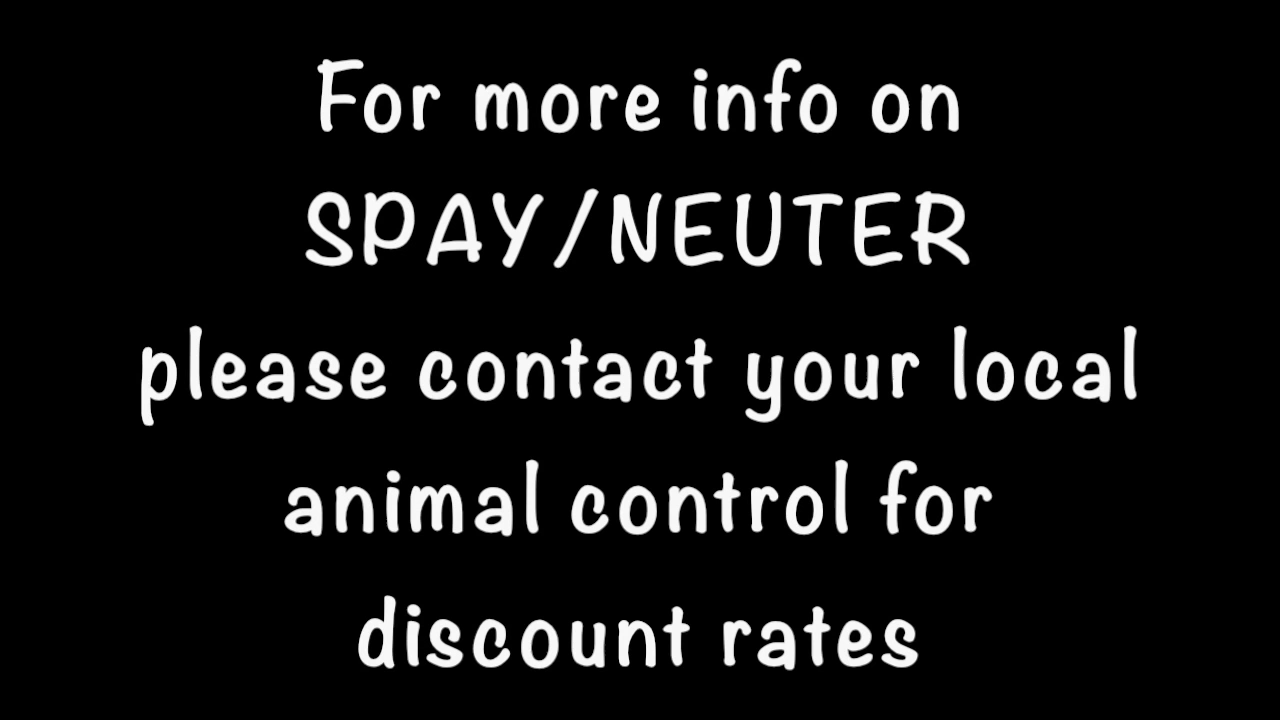 For more info on
SPAY/NEUTER
please contact your local
animal control for
discount rates